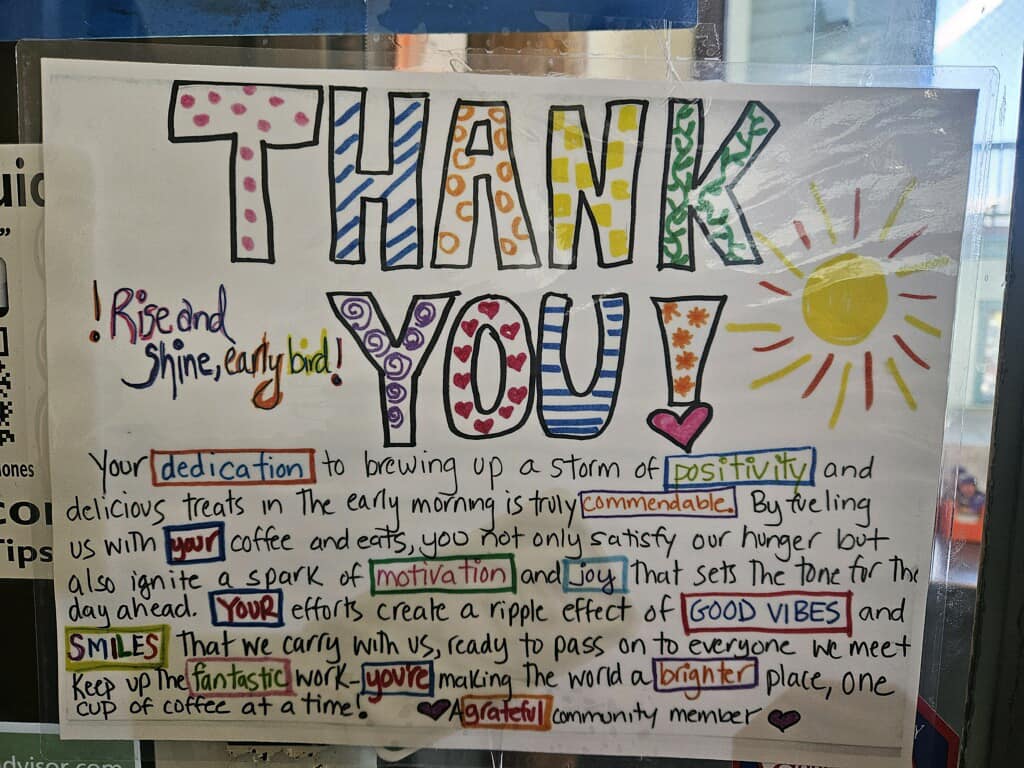 THANK
YOU!
! Rise and
shine, early bird!
Your dedication to brewing up a storm of positivity and
delicious treats in the early morning is truly commendable. By fueling
us with your coffee and eats, you not only satisfy our hunger but
also ignite a spark of motivation and joy that sets the tone for the
day ahead. YOUR efforts create a ripple effect of GOOD VIBES and
SMILES that we carry with us, ready to pass on to everyone we meet
Keep up the fantastic work - you're making the world a brighter place, one
cup of coffee at a time! A grateful community member
Tips
dvisor.com